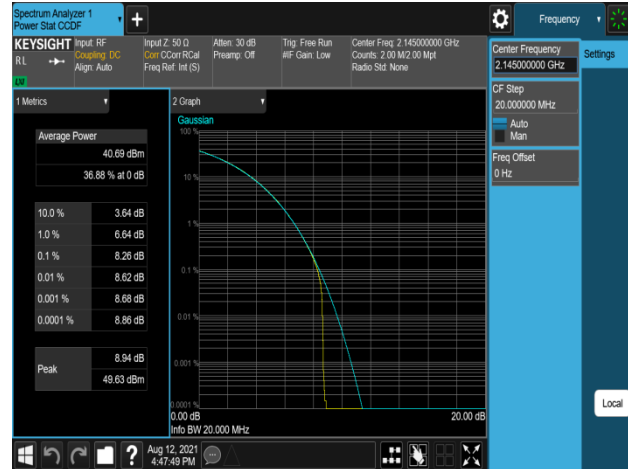 Spectrum Analyzer 1
Power Stat CCDF
+
Frequency
KEYSIGHT
RL
Input: RF
Coupling: DC
Align: Auto
Input Z: 50 Ω
Corr CCorr RCal
Freq Ref: Int (S)
Atten: 30 dB
Preamp: Off
Trig: Free Run
#IF Gain: Low
Center Freq: 2.145000000 GHz
Counts: 2.00 M/2.00 Mpt
Radio Std: None
Center Frequency
2.145000000 GHz
Settings
CF Step
20.000000 MHz
Auto
Man
Freq Offset
0 Hz
1 Metrics
Average Power
40.69 dBm
36.88 % at 0 dB
10.0 % 3.64 dB
1.0 % 6.64 dB
0.1 % 8.26 dB
0.01 % 8.62 dB
0.001 % 8.68 dB
0.0001 % 8.86 dB
Peak
8.94 dB
49.63 dBm
2 Graph
Gaussian
100 %
10 %
1 %
0.1 %
0.01 %
0.001 %
0.0001 %
0.00 dB 20.00 dB
Info BW 20.000 MHz
Local
?
Aug 12, 2021
4:47:49 PM